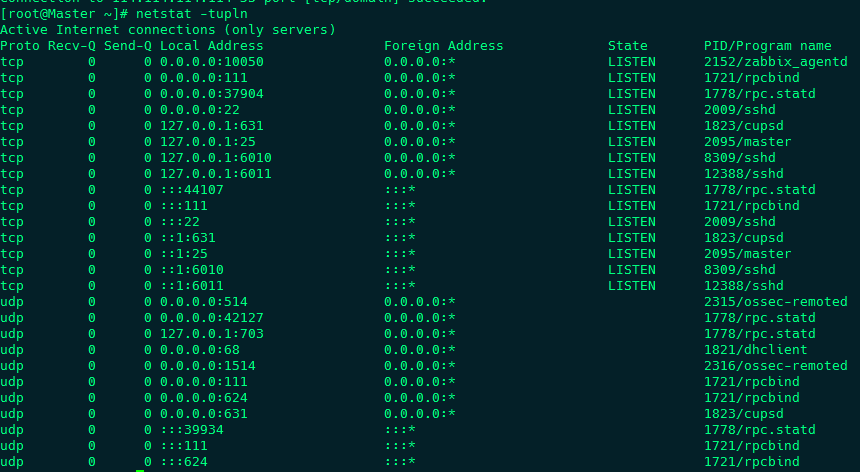 [root@Master ~]# netstat -tupln
Active Internet connections (only servers)
Proto Recv-Q Send-Q Local Address               Foreign Address             State       PID/Program name
tcp        0      0 0.0.0.0:10050               0.0.0.0:*                   LISTEN      2152/zabbix_agentd
tcp        0      0 0.0.0.0:111                 0.0.0.0:*                   LISTEN      1721/rpcbind
tcp        0      0 0.0.0.0:37904               0.0.0.0:*                   LISTEN      1778/rpc.statd
tcp        0      0 0.0.0.0:22                  0.0.0.0:*                   LISTEN      2009/sshd
tcp        0      0 127.0.0.1:631               0.0.0.0:*                   LISTEN      1823/cupsd
tcp        0      0 127.0.0.1:25                0.0.0.0:*                   LISTEN      2095/master
tcp        0      0 127.0.0.1:6010              0.0.0.0:*                   LISTEN      8309/sshd
tcp        0      0 127.0.0.1:6011              0.0.0.0:*                   LISTEN      12388/sshd
tcp        0      0 :::44107                    :::*                        LISTEN      1778/rpc.statd
tcp        0      0 :::111                      :::*                        LISTEN      1721/rpcbind
tcp        0      0 :::22                       :::*                        LISTEN      2009/sshd
tcp        0      0 ::1:631                     :::*                        LISTEN      1823/cupsd
tcp        0      0 ::1:25                      :::*                        LISTEN      2095/master
tcp        0      0 ::1:6010                    :::*                        LISTEN      8309/sshd
tcp        0      0 ::1:6011                    :::*                        LISTEN      12388/sshd
udp        0      0 0.0.0.0:514                 0.0.0.0:*                               2315/ossec-remoted
udp        0      0 0.0.0.0:42127               0.0.0.0:*                               1778/rpc.statd
udp        0      0 127.0.0.1:703               0.0.0.0:*                               1778/rpc.statd
udp        0      0 0.0.0.0:68                  0.0.0.0:*                               1821/dhclient
udp        0      0 0.0.0.0:1514                0.0.0.0:*                               2316/ossec-remoted
udp        0      0 0.0.0.0:111                 0.0.0.0:*                               1721/rpcbind
udp        0      0 0.0.0.0:624                 0.0.0.0:*                               1721/rpcbind
udp        0      0 0.0.0.0:631                 0.0.0.0:*                               1823/cupsd
udp        0      0 :::39934                    :::*                                    1778/rpc.statd
udp        0      0 :::111                      :::*                                    1721/rpcbind
udp        0      0 :::624                      :::*                                    1721/rpcbind